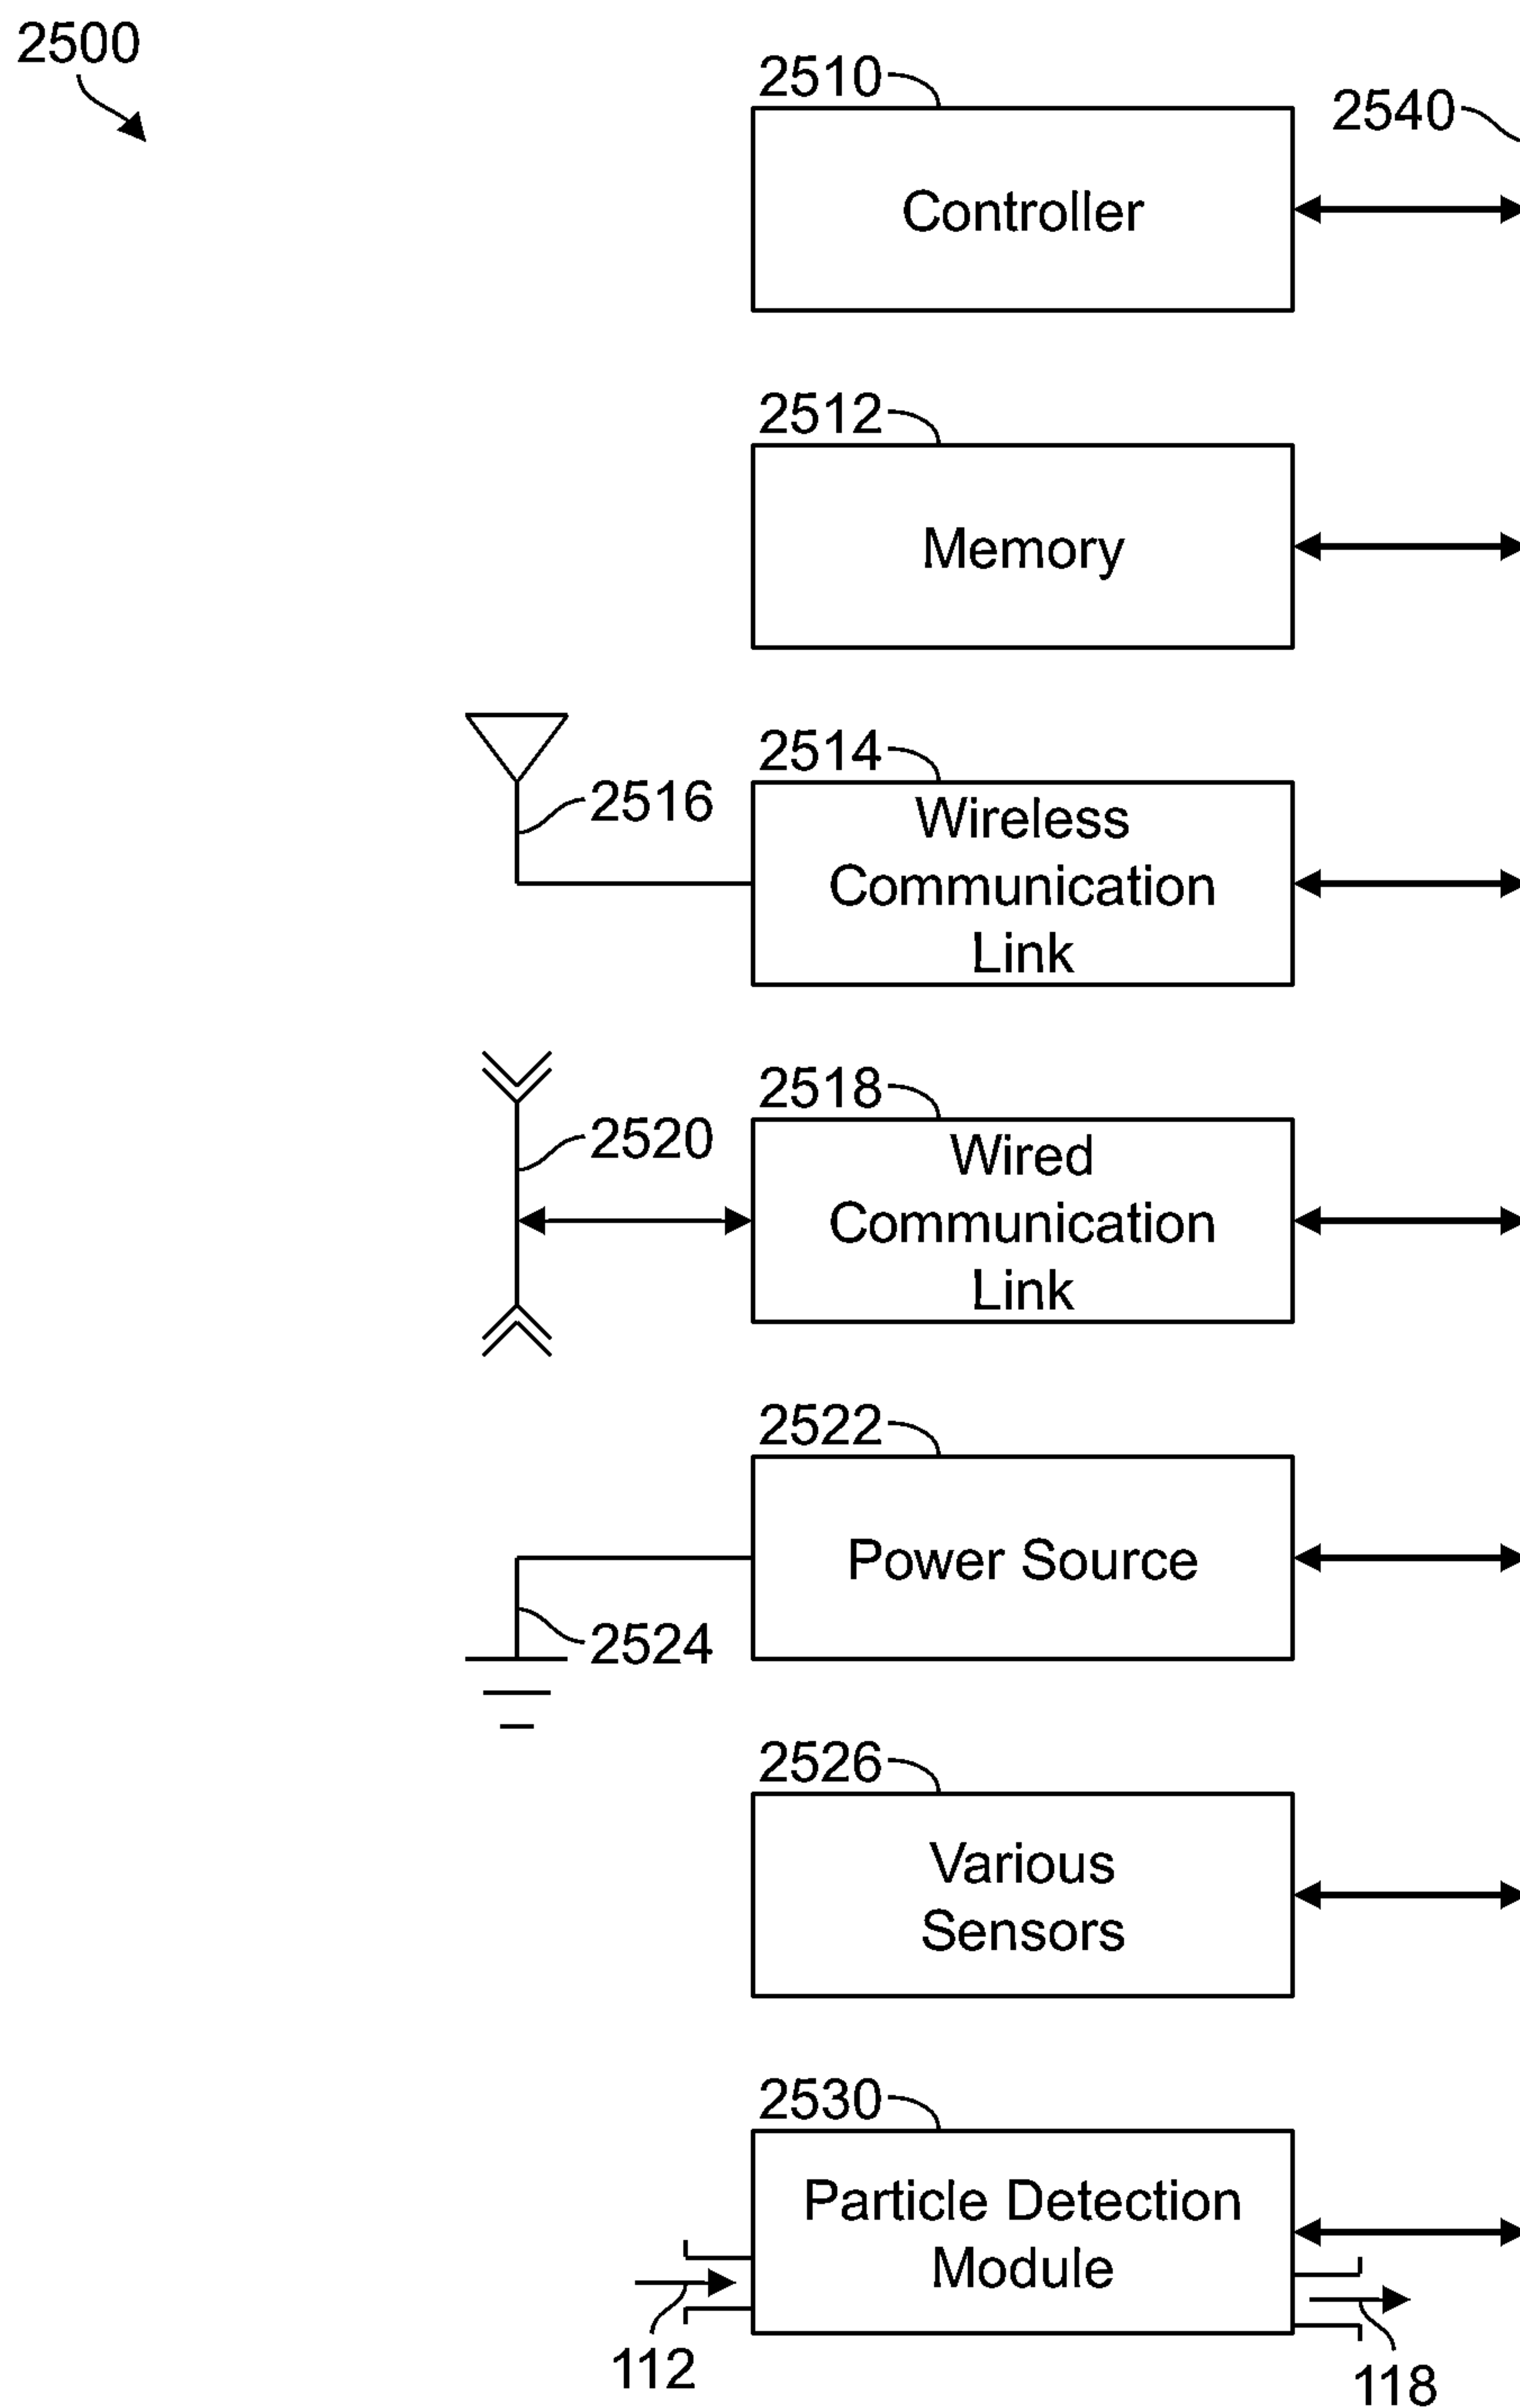 2500
2510
2540
Controller
2512
Memory
2514
2516
Wireless
Communication
Link
2518
2520
Wired
Communication
Link
2522
Power Source
2524
2526
Various
Sensors
2530
Particle Detection
Module
112
118